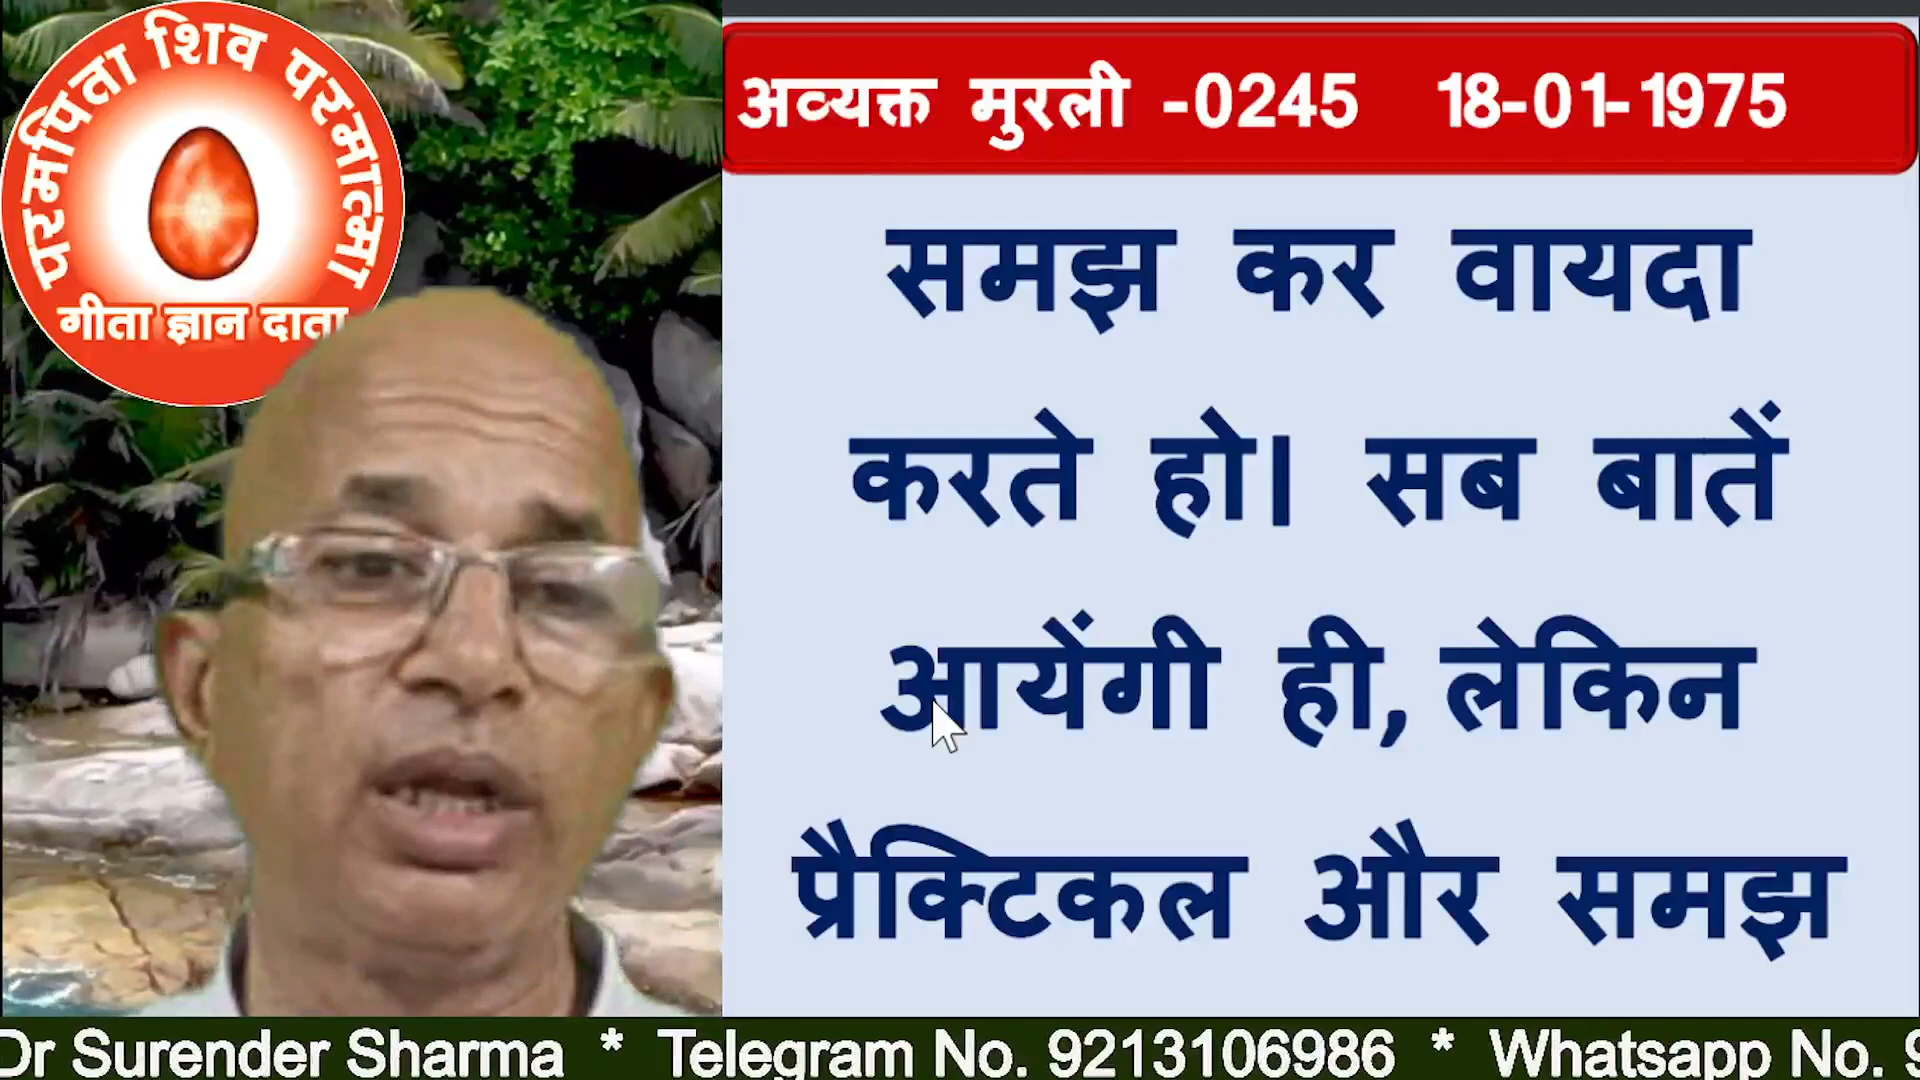 परमपिता शिव परमात्मा
गीता ज्ञान दाता
अव्यक्त मुरली -0245 18-01-1975
समझ कर वायदा
करते हो। सब बातें
आयेंगी ही, लेकिन
प्रैक्टिकल और समझ
Dr Surender Sharma * Telegram No. 9213106986 * Whatsapp No. 9